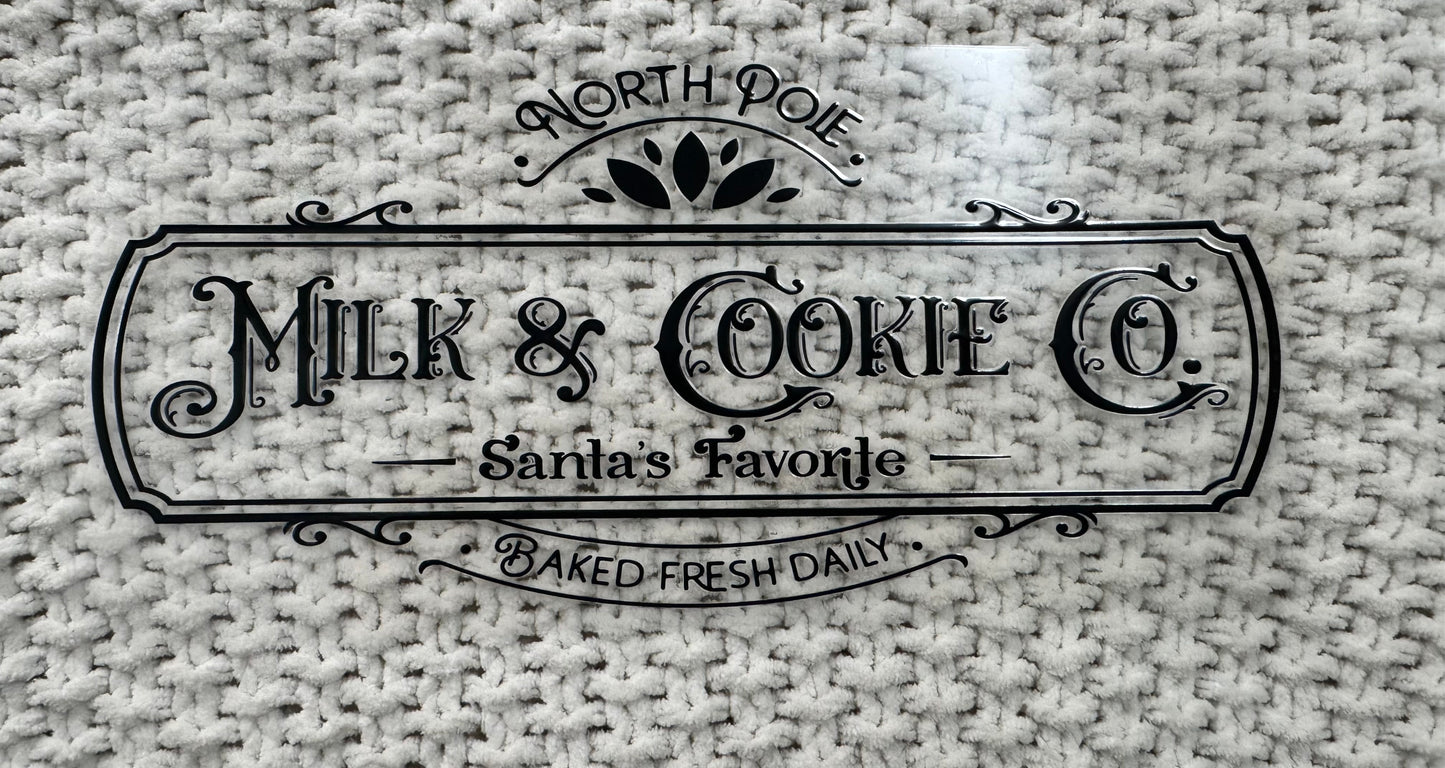 North Pole
Milk & Cookie Co.
Santa's Favorite
Baked Fresh Daily